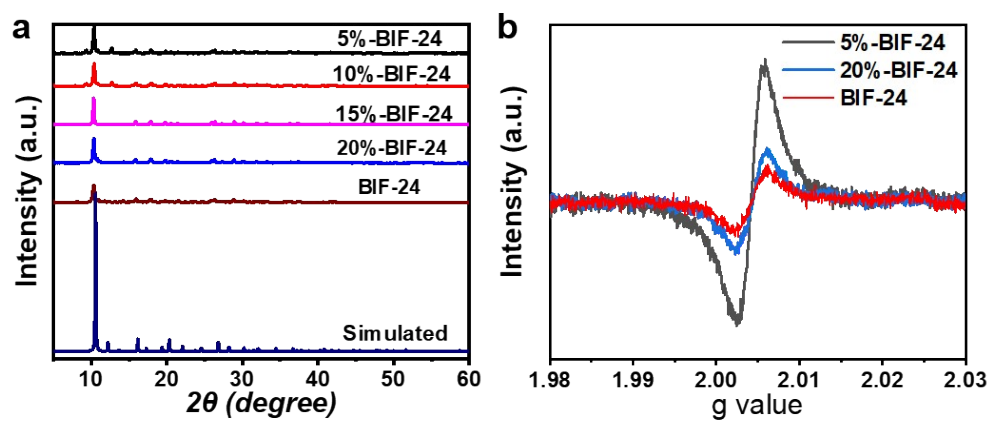 a
Intensity (a.u.)
5%-BIF-24
10%-BIF-24
15%-BIF-24
20%-BIF-24
BIF-24
Simulated
10 20 30 40 50 60
2θ (degree)
b
Intensity (a.u.)
5%-BIF-24
20%-BIF-24
BIF-24
1.98 1.99 2.00 2.01 2.02 2.03
g value